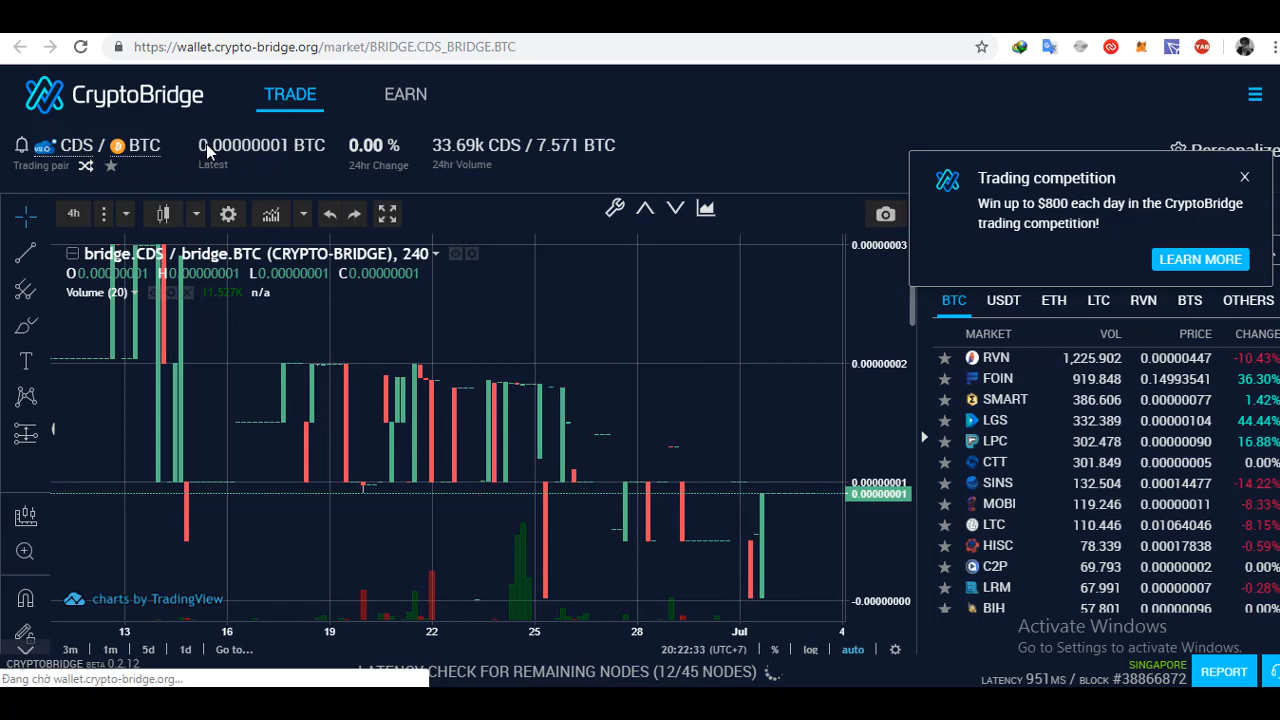 https://wallet.crypto-bridge.org/market/BRIDGE.CDS_BRIDGE.BTC
CryptoBridge
TRADE
EARN
CDS / BTC
Trading pair
0.00000001 BTC
Latest
0.00 %
24hr Change
33.69k CDS / 7.571 BTC
24hr Volume
Personalize
Trading competition
X
Win up to $800 each day in the CryptoBridge
trading competition!
LEARN MORE
4h
bridge.CDS / bridge.BTC (CRYPTO-BRIDGE), 240
O0.00000001 H0.00000001 L0.00000001 C0.00000001
Volume (20)
11.527K
n/a
0.00000003
0.00000002
0.00000001
0.00000001
-0.00000000
BTC USDT ETH LTC RVN BTS OTHERS
MARKET VOL PRICE CHANGE
RVN 1,225.902 0.00000447 -10.43%
FOIN 919.848 0.14993541 36.30%
SMART 386.606 0.00000077 1.42%
LGS 332.389 0.00000104 44.44%
LPC 302.478 0.00000090 16.88%
CTT 301.849 0.00000005 0.00%
SINS 132.504 0.00014477 -14.22%
MOBI 119.246 0.00000011 -8.33%
LTC 110.446 0.01064046 -8.15%
HISC 78.339 0.00017838 -0.59%
C2P 69.793 0.00000002 0.00%
LRM 67.991 0.00000007 -0.28%
BIH 57.801 0.00000096 0.00%
charts by TradingView
13 16 19 22 25 28 Jul 4
3m 1m 5d 1d Go to...
20:22:33 (UTC+7) % log auto
Activate Windows
Go to Settings to activate Windows.
CRYPTOBRIDGE BETA 0.2.12
Đang chờ wallet.crypto-bridge.org...
LATENCY CHECK FOR REMAINING NODES (12/45 NODES)
SINGAPORE
LATENCY 951MS / BLOCK #38866872
REPORT